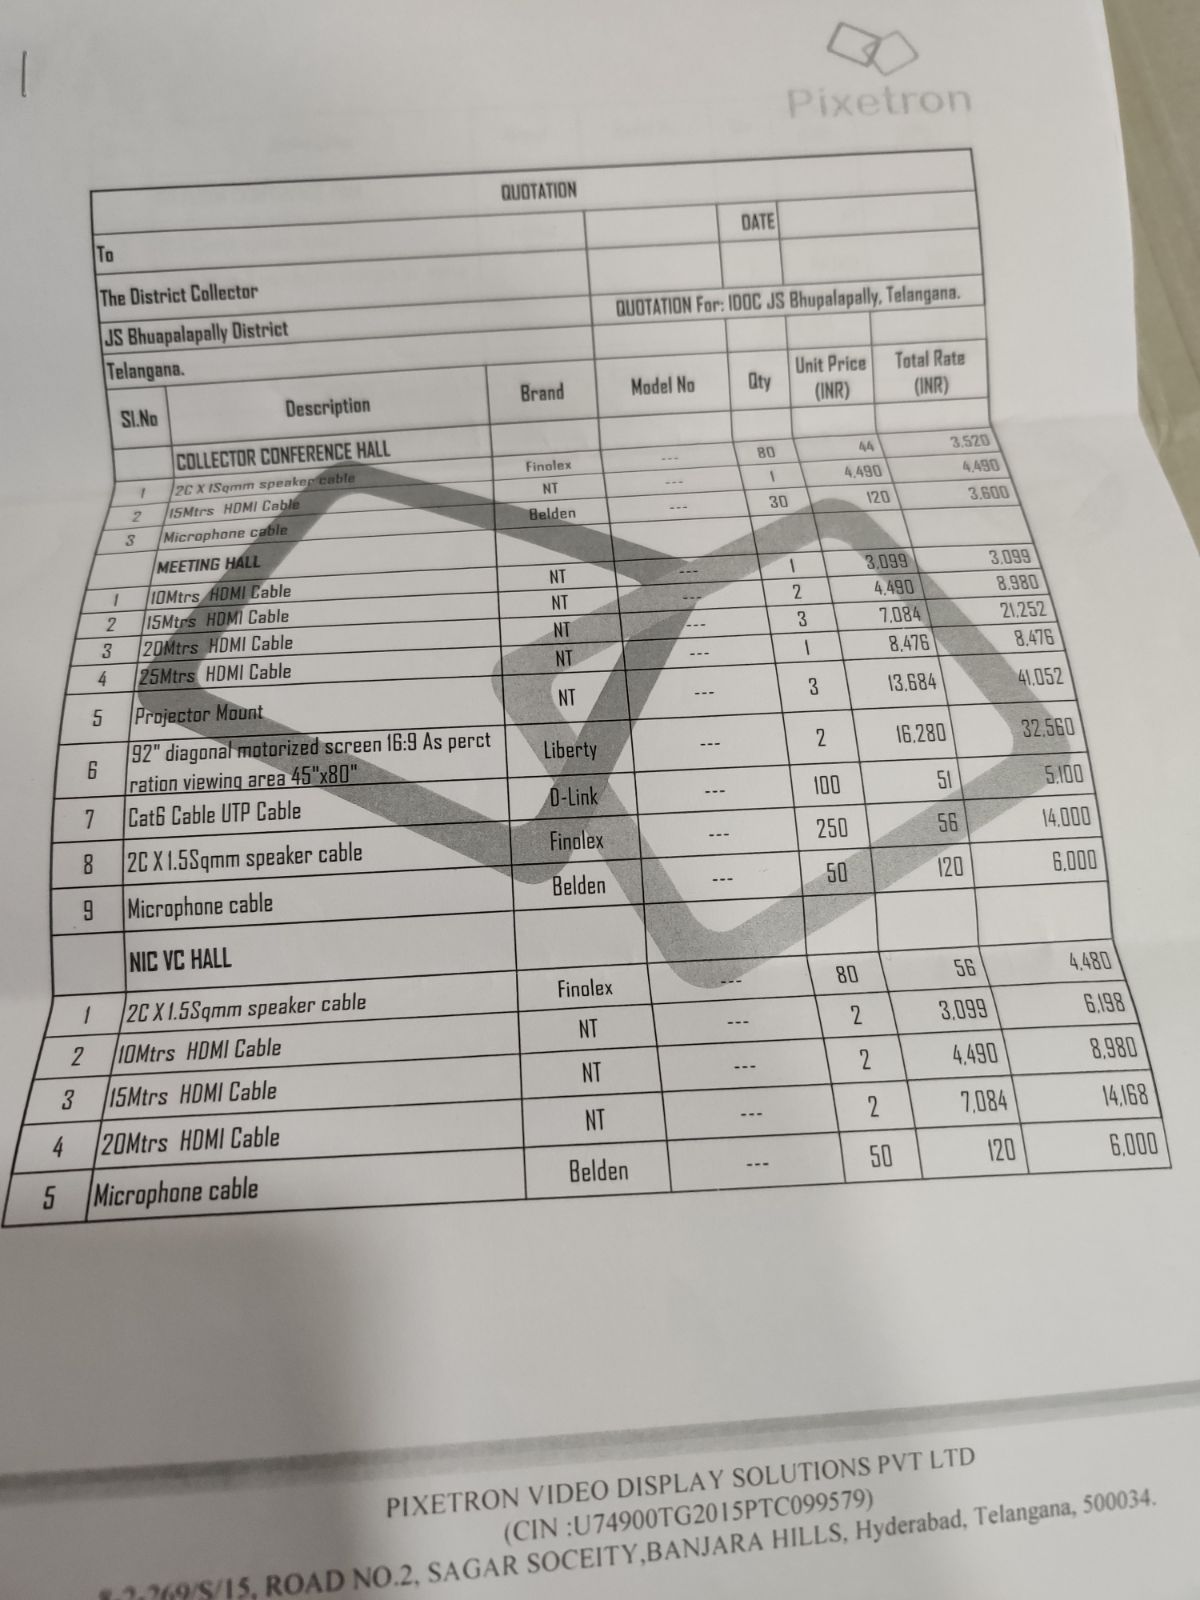 Pixetron
QUOTATION
To DATE
The District Collector
JS Bhuapalapally District QUOTATION For: IDOC JS Bhupalapally, Telangana.
Telangana.
Sl.No Description Brand Model No Qty Unit Price (INR) Total Rate (INR)
COLLECTOR CONFERENCE HALL
1 2C X 1Sqmm speaker cable Finolex --- 80 44 3,520
2 15Mtrs HDMI Cable NT --- 1 4,490 4,490
3 Microphone cable Belden --- 30 120 3,600
MEETING HALL
1 10Mtrs HDMI Cable NT --- 1 3,099 3,099
2 15Mtrs HDMI Cable NT --- 2 4,490 8,980
3 20Mtrs HDMI Cable NT --- 3 7,084 21,252
4 25Mtrs HDMI Cable NT --- 1 8,476 8,476
5 Projector Mount NT --- 3 13,684 41,052
6 92" diagonal motorized screen 16:9 As perct Liberty --- 2 16,280 32,560
ration viewing area 45"x80"
7 Cat6 Cable UTP Cable D-Link --- 100 51 5,100
8 2C X 1.5Sqmm speaker cable Finolex --- 250 56 14,000
9 Microphone cable Belden --- 50 120 6,000
NIC VC HALL
1 2C X 1.5Sqmm speaker cable Finolex --- 80 56 4,480
2 10Mtrs HDMI Cable NT --- 2 3,099 6,198
3 15Mtrs HDMI Cable NT --- 2 4,490 8,980
4 20Mtrs HDMI Cable NT --- 2 7,084 14,168
5 Microphone cable Belden --- 50 120 6,000
PIXETRON VIDEO DISPLAY SOLUTIONS PVT LTD
(CIN :U74900TG2015PTC099579)
8-2-269/S/15, ROAD NO.2, SAGAR SOCEITY,BANJARA HILLS, Hyderabad, Telangana, 500034.